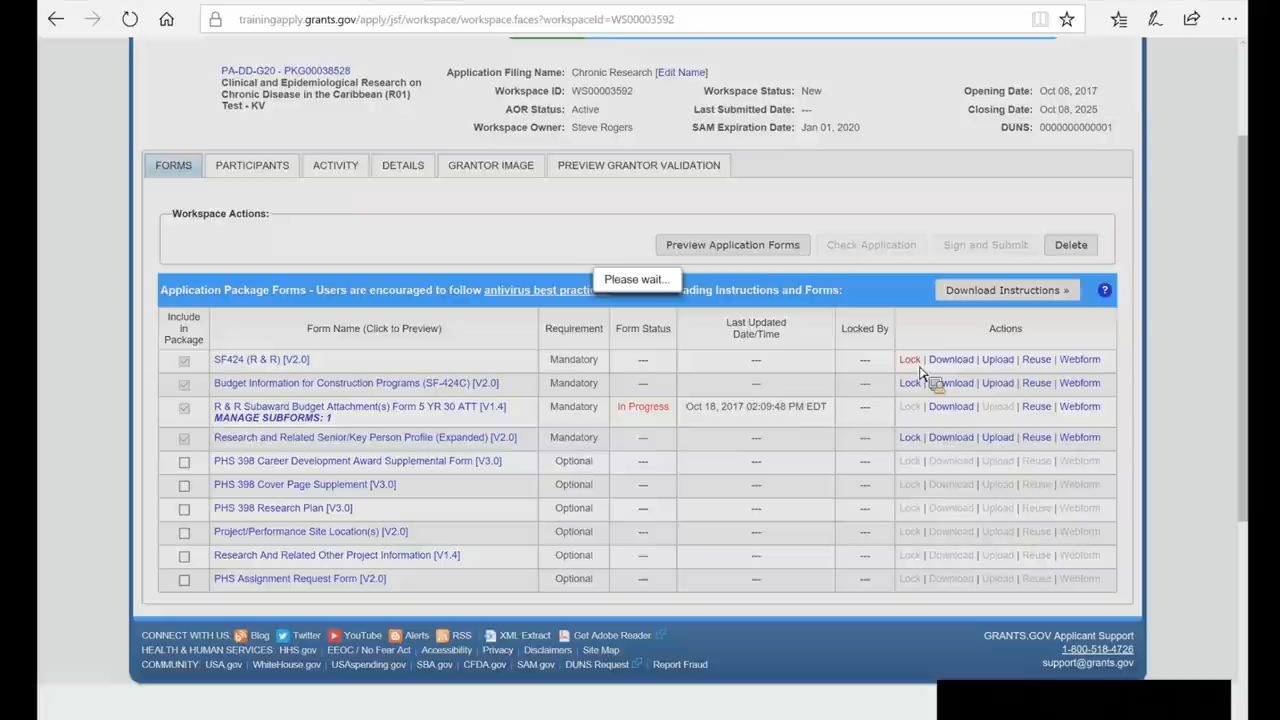 trainingapply.grants.gov/apply/jsf/workspace/workspace.faces?workspaceId=WS00003592
PA-DD-G20 - PKG00038528
Clinical and Epidemiological Research on
Chronic Disease in the Caribbean (R01)
Test - KV
Application Filing Name: Chronic Research [Edit Name]
Workspace ID: WS00003592
AOR Status: Active
Workspace Owner: Steve Rogers
Workspace Status: New
Last Submitted Date: ---
SAM Expiration Date: Jan 01, 2020
Opening Date: Oct 08, 2017
Closing Date: Oct 08, 2025
DUNS: 0000000000001
FORMS PARTICIPANTS ACTIVITY DETAILS GRANTOR IMAGE PREVIEW GRANTOR VALIDATION
Workspace Actions:
Preview Application Forms Check Application Sign and Submit Delete
Please wait...
Application Package Forms - Users are encouraged to follow antivirus best practi ading Instructions and Forms: Download Instructions » ?
Include in Package Form Name (Click to Preview) Requirement Form Status Last Updated Date/Time Locked By Actions
SF424 (R & R) [V2.0] Mandatory --- --- --- Lock | Download | Upload | Reuse | Webform
Budget Information for Construction Programs (SF-424C) [V2.0] Mandatory --- --- --- Lock wnload | Upload | Reuse | Webform
R & R Subaward Budget Attachment(s) Form 5 YR 30 ATT [V1.4] Mandatory In Progress Oct 18, 2017 02:09:48 PM EDT --- Lock | Download | Upload | Reuse | Webform
MANAGE SUBFORMS: 1
Research and Related Senior/Key Person Profile (Expanded) [V2.0] Mandatory --- --- --- Lock | Download | Upload | Reuse | Webform
PHS 398 Career Development Award Supplemental Form [V3.0] Optional --- --- --- Lock | Download | Upload | Reuse | Webform
PHS 398 Cover Page Supplement [V3.0] Optional --- --- --- Lock | Download | Upload | Reuse | Webform
PHS 398 Research Plan [V3.0] Optional --- --- --- Lock | Download | Upload | Reuse | Webform
Project/Performance Site Location(s) [V2.0] Optional --- --- --- Lock | Download | Upload | Reuse | Webform
Research And Related Other Project Information [V1.4] Optional --- --- --- Lock | Download | Upload | Reuse | Webform
PHS Assignment Request Form [V2.0] Optional --- --- --- Lock | Download | Upload | Reuse | Webform
CONNECT WITH US: Blog Twitter YouTube Alerts RSS XML Extract Get Adobe Reader
HEALTH & HUMAN SERVICES: HHS.gov | EEOC / No Fear Act | Accessibility | Privacy | Disclaimers | Site Map
COMMUNITY: USA.gov | WhiteHouse.gov | USAspending.gov | SBA.gov | CFDA.gov | SAM.gov | DUNS Request | Report Fraud
GRANTS.GOV Applicant Support
1-800-518-4726
support@grants.gov